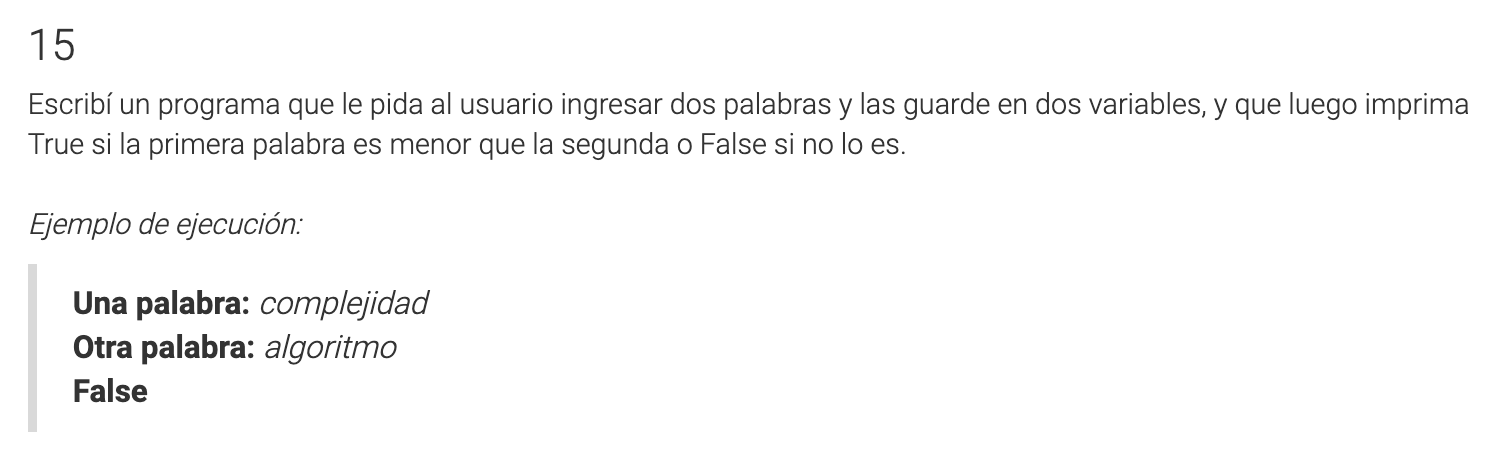 15
Escribí un programa que le pida al usuario ingresar dos palabras y las guarde en dos variables, y que luego imprima
True si la primera palabra es menor que la segunda o False si no lo es.
Ejemplo de ejecución:
Una palabra: complejidad
Otra palabra: algoritmo
False